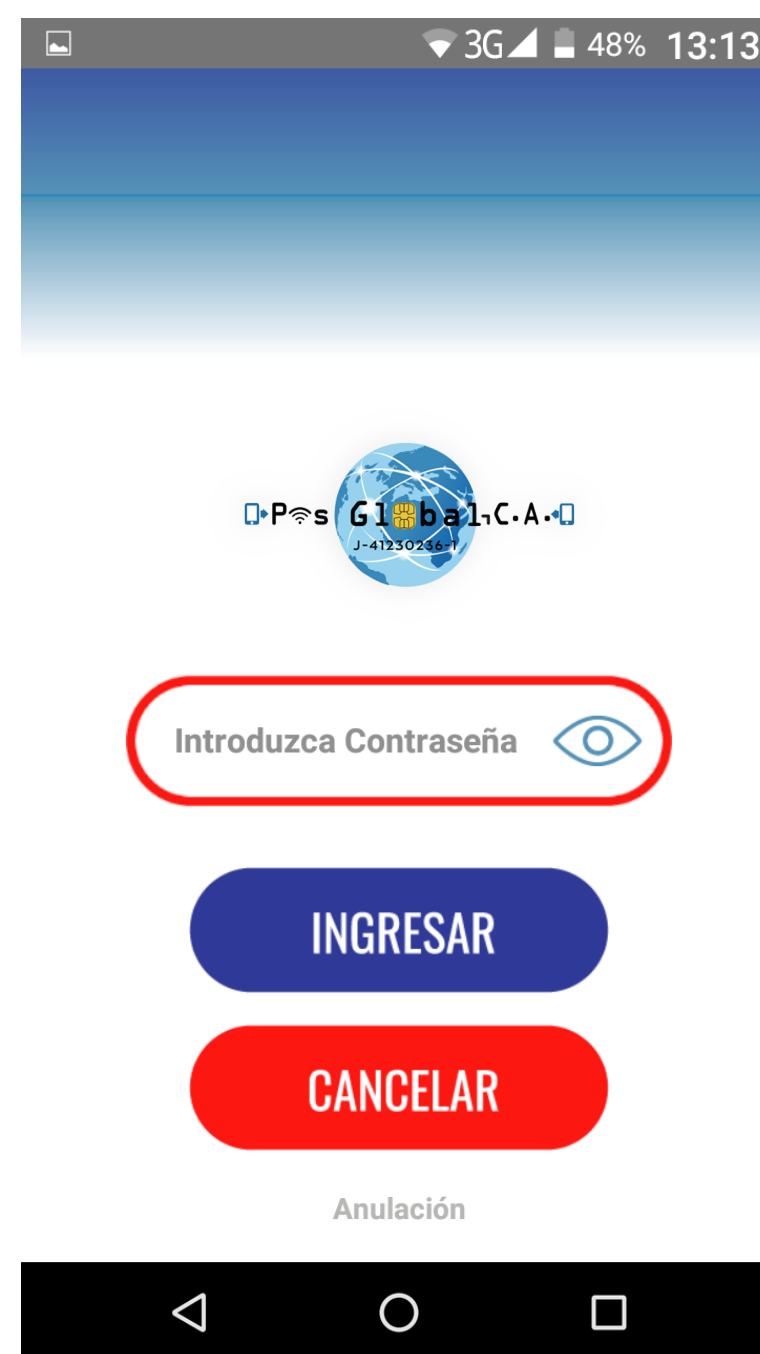 3G 48% 13:13
Pos Global, C.A.
J-41230236-1
Introduzca Contraseña
INGRESAR
CANCELAR
Anulación